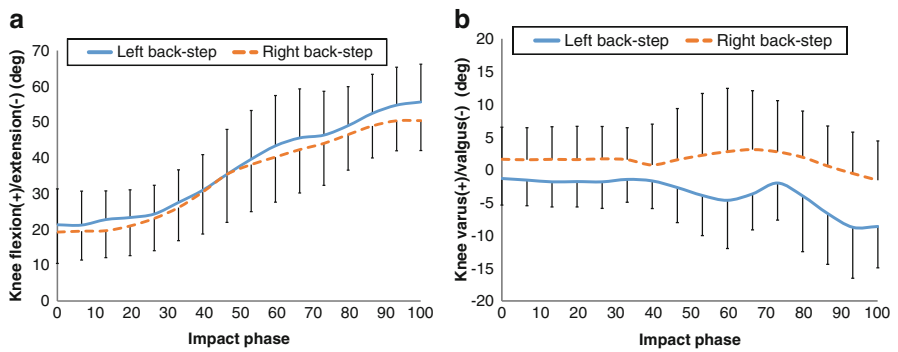 a
Left back-step Right back-step
Knee flexion(+)/extension(-) (deg)
70
60
50
40
30
20
10
0
0 10 20 30 40 50 60 70 80 90 100
Impact phase
b
Left back-step Right back-step
Knee varus(+)/valgus(-) (deg)
20
15
10
5
0
-5
-10
-15
-20
0 10 20 30 40 50 60 70 80 90 100
Impact phase